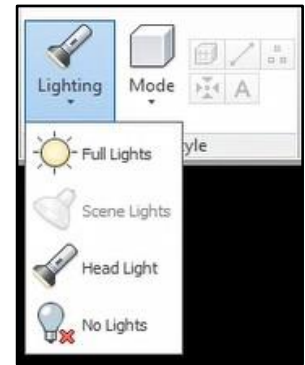 Lighting Mode
A
yle
Full Lights
Scene Lights
Head Light
No Lights